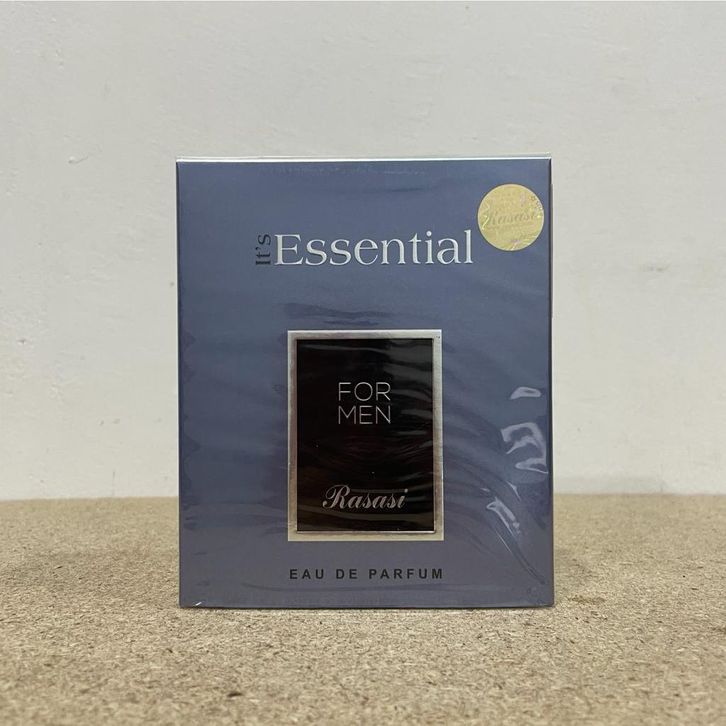 It's
Essential
Rasasi
FOR
MEN
Rasasi
EAU DE PARFUM